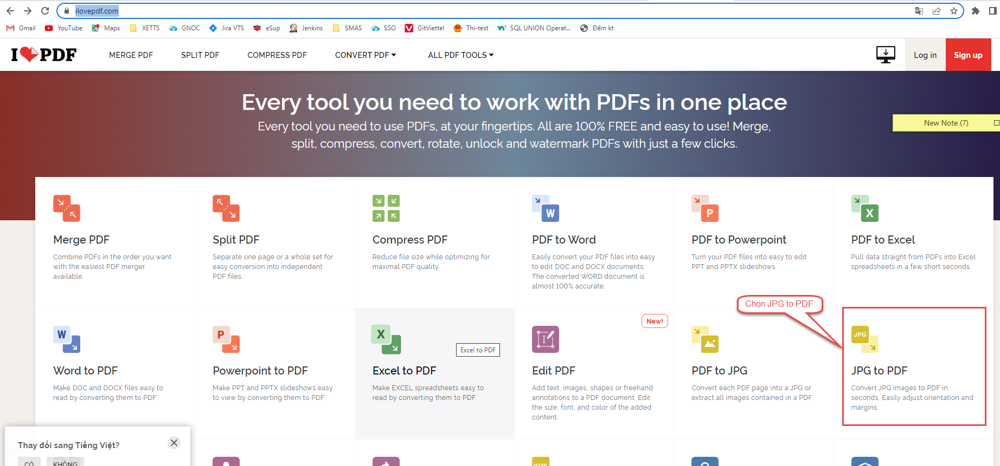 ilovepdf.com
Gmail YouTube Maps XETTS GNOC Jira VTS eSup Jenkins SMAS SSO GitViettel Thi-test SQL UNION Operat... Đếm kt
I PDF MERGE PDF SPLIT PDF COMPRESS PDF CONVERT PDF ALL PDF TOOLS Log in Sign up
Every tool you need to work with PDFs in one place
New Note (7)
Every tool you need to use PDFs, at your fingertips. All are 100% FREE and easy to use! Merge,
split, compress, convert, rotate, unlock and watermark PDFs with just a few clicks.
W
P
X
Merge PDF
Combine PDFs in the order you want
with the easiest PDF merger
available.
Split PDF
Separate one page or a whole set for
easy conversion into independent
PDF files.
Compress PDF
Reduce file size while optimizing for
maximal PDF quality.
PDF to Word
Easily convert your PDF files into easy
to edit DOC and DOCX documents.
The converted WORD document is
almost 100% accurate.
PDF to Powerpoint
Turn your PDF files into easy to edit
PPT and PPTX slideshows.
PDF to Excel
Pull data straight from PDFs into Excel
spreadsheets in a few short seconds.
Chọn JPG to PDF
W
Word to PDF
Make DOC and DOCX files easy to
read by converting them to PDF.
P
Powerpoint to PDF
Make PPT and PPTX slideshows easy
to view by converting them to PDF.
X
Excel to PDF
Excel to PDF
Make EXCEL spreadsheets easy to
read by converting them to PDF.
New!
I
Edit PDF
Add text, images, shapes or freehand
annotations to a PDF document. Edit
the size, font, and color of the added
content.
PDF to JPG
Convert each PDF page into a JPG or
extract all images contained in a PDF.
JPG
JPG to PDF
Convert JPG images to PDF in
seconds. Easily adjust orientation and
margins.
Thay đổi sang Tiếng Việt?
CÓ KHÔNG
HTML